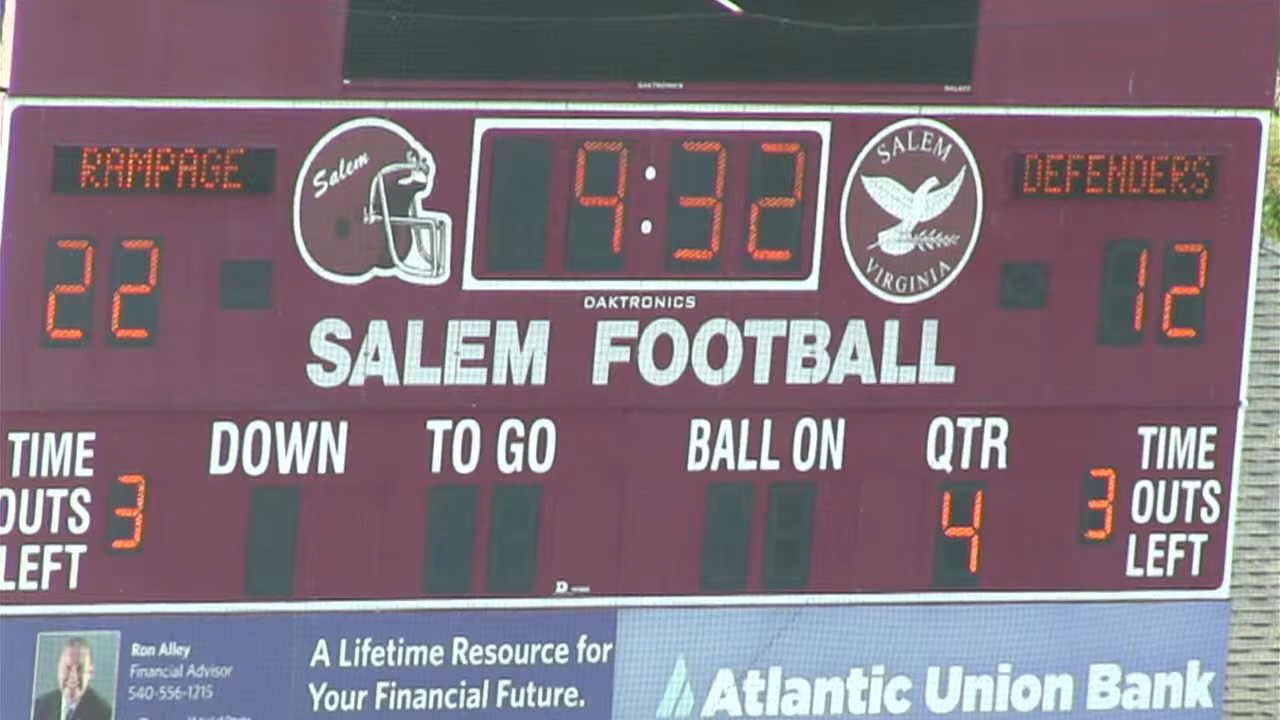 DAKTRONICS
RAMPAGE
Salem
9:32
SALEM
VIRGINIA
DEFENDERS
22
12
DAKTRONICS
SALEM FOOTBALL
TIME
OUTS
LEFT
3
DOWN
TO GO
BALL ON
QTR
4
3
TIME
OUTS
LEFT
Ron Alley
Financial Advisor
540-556-1215
A Lifetime Resource for
Your Financial Future.
Atlantic Union Bank